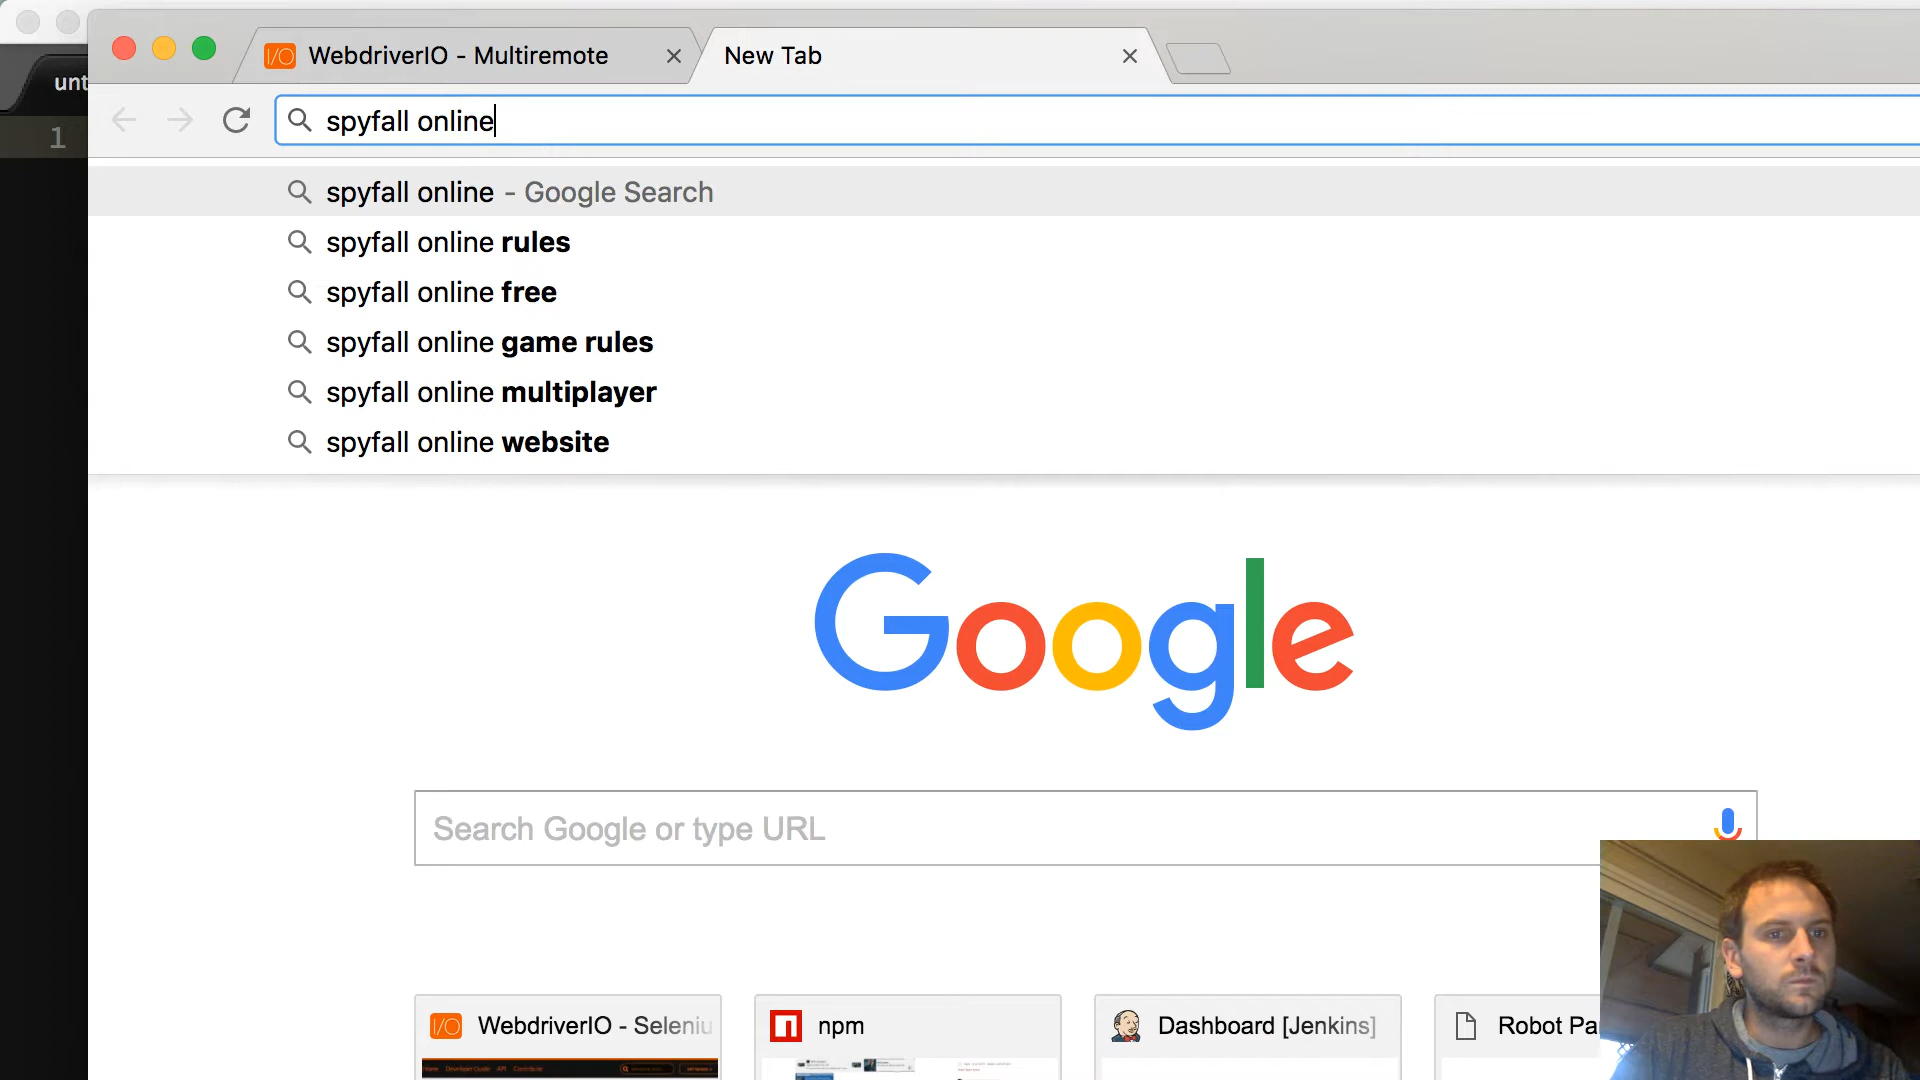 unt
I/O WebdriverIO - Multiremote
New Tab
1
spyfall online
spyfall online - Google Search
spyfall online rules
spyfall online free
spyfall online game rules
spyfall online multiplayer
spyfall online website
Google
Search Google or type URL
I/O WebdriverIO - Seleniu
n npm
Dashboard [Jenkins]
Robot Pa